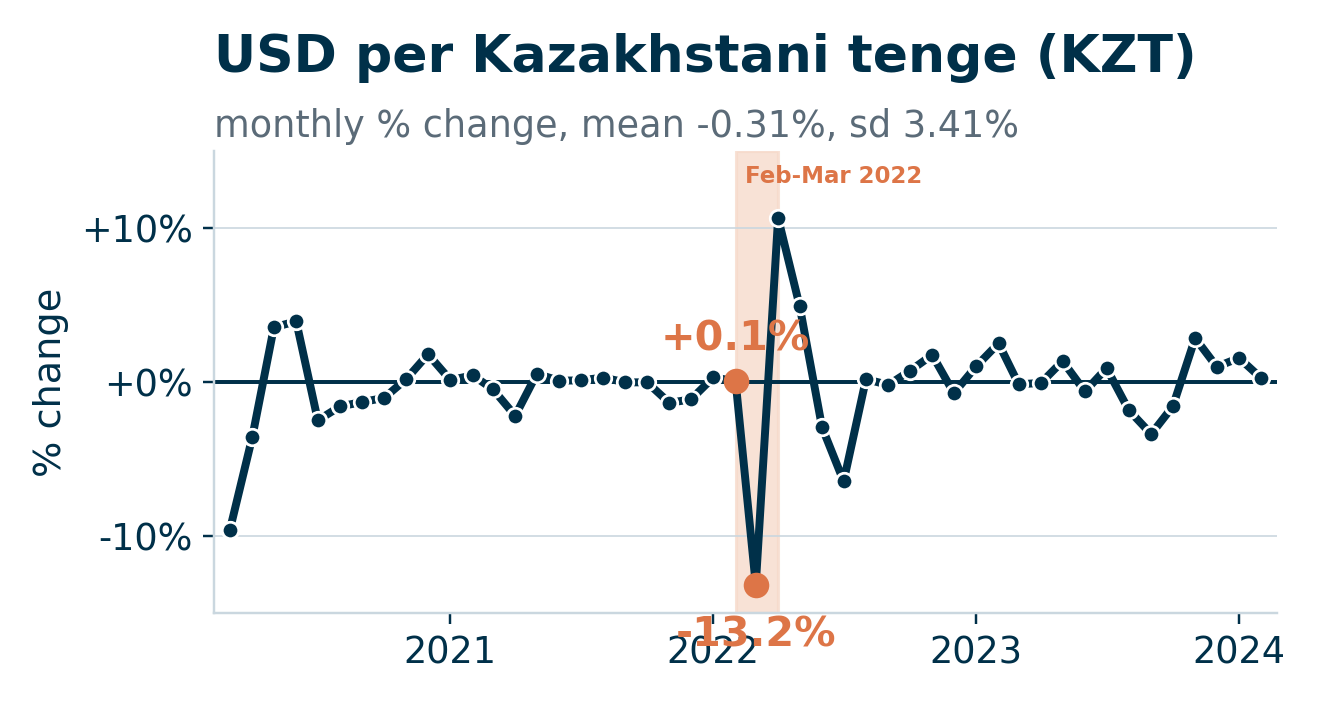 USD per Kazakhstani tenge (KZT)
monthly % change, mean -0.31%, sd 3.41%
Feb-Mar 2022
+10%
+0.1%
+0%
-10%
% change
-13.2%
2021
2022
2023
2024